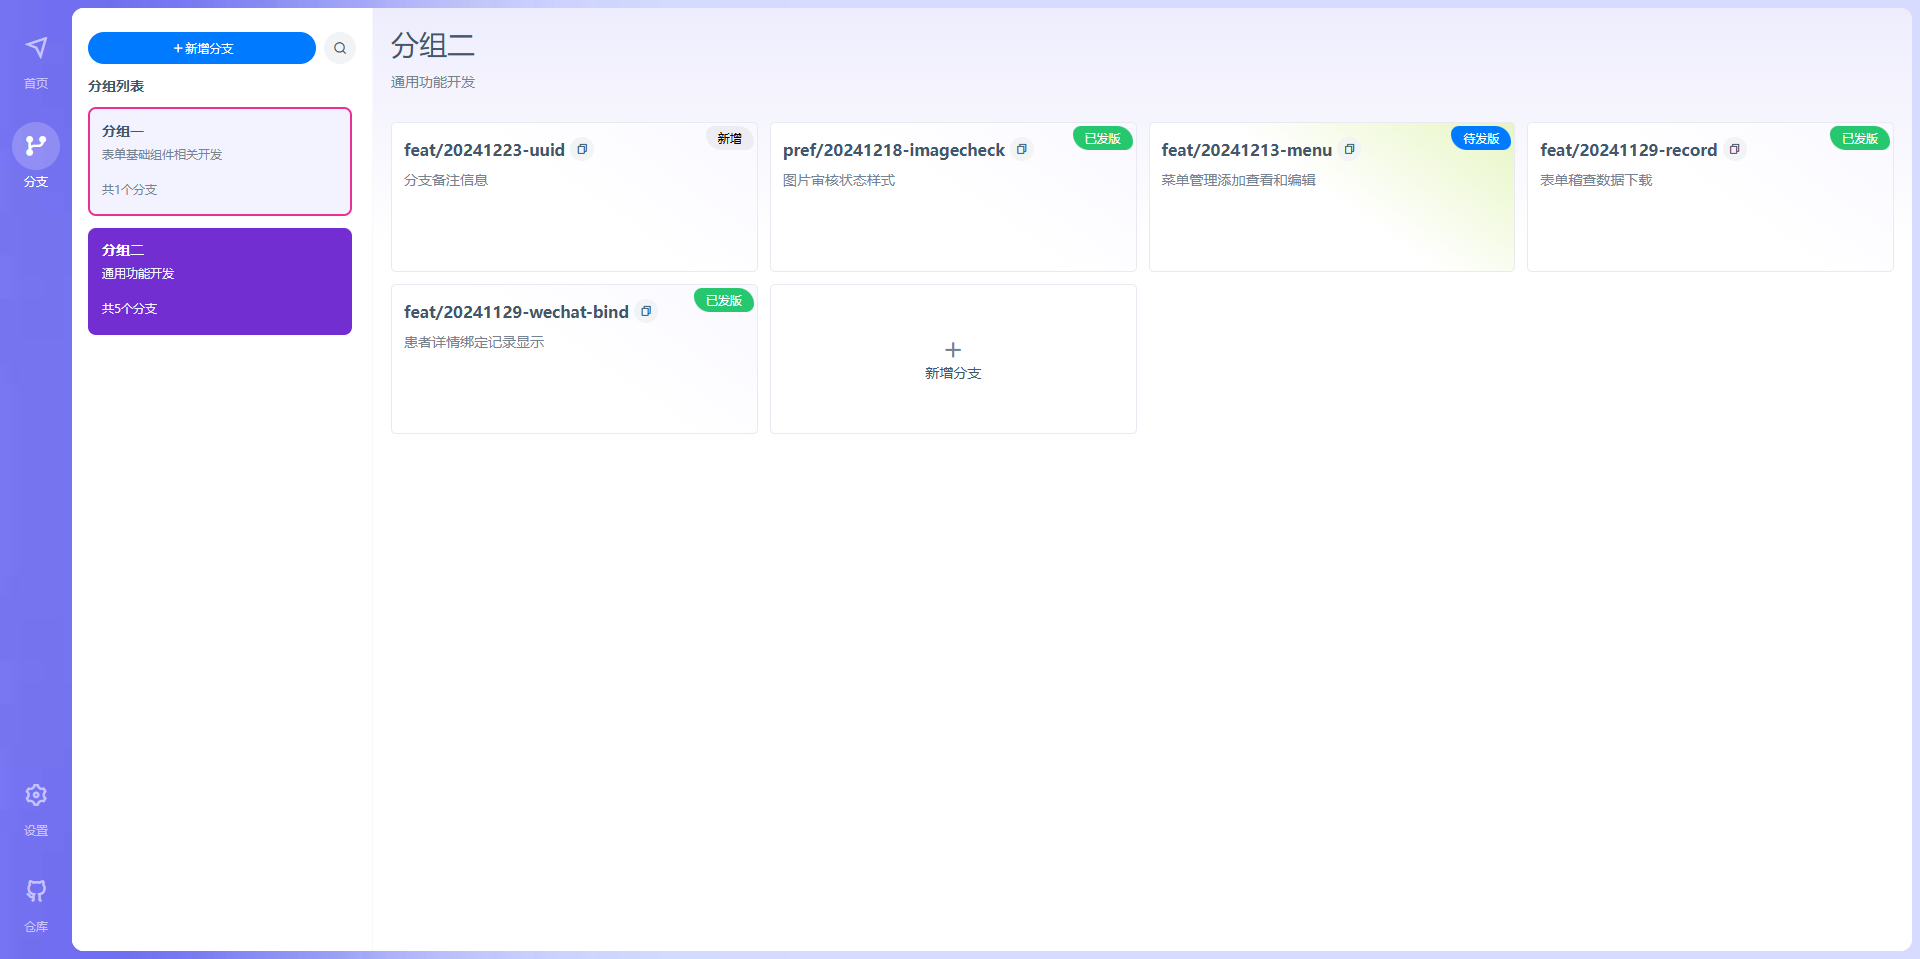 首页
分支
设置
仓库
新增分支
分组列表
分组一
表单基础组件相关开发
共1个分支
分组二
通用功能开发
共5个分支
分组二
通用功能开发
feat/20241223-uuid
新增
分支备注信息
pref/20241218-imagecheck
已发版
图片审核状态样式
feat/20241213-menu
待发版
菜单管理添加查看和编辑
feat/20241129-record
已发版
表单稽查数据下载
feat/20241129-wechat-bind
已发版
患者详情绑定记录显示
新增分支